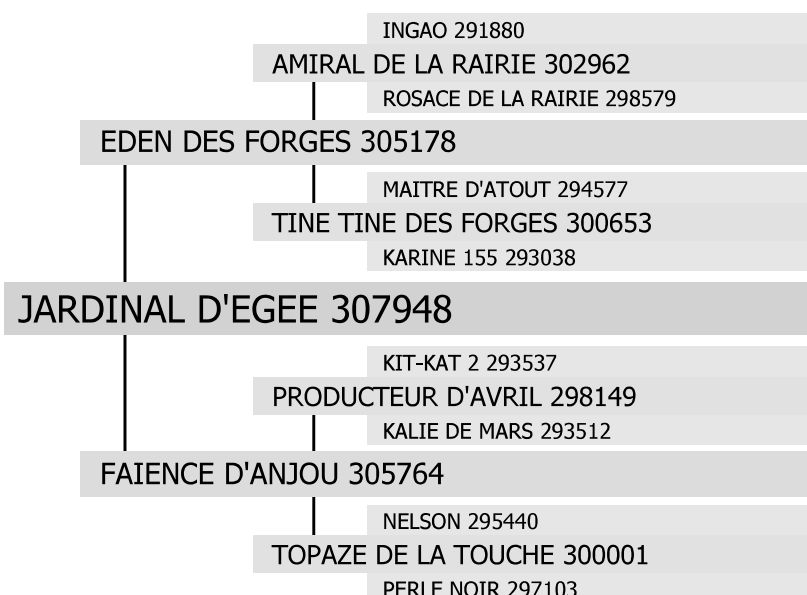 INGAO 291880
AMIRAL DE LA RAIRIE 302962
ROSACE DE LA RAIRIE 298579
EDEN DES FORGES 305178
MAITRE D'ATOUT 294577
TINE TINE DES FORGES 300653
KARINE 155 293038
JARDINAL D'EGEE 307948
KIT-KAT 2 293537
PRODUCTEUR D'AVRIL 298149
KALIE DE MARS 293512
FAIENCE D'ANJOU 305764
NELSON 295440
TOPAZE DE LA TOUCHE 300001
PERLE NOIR 297103